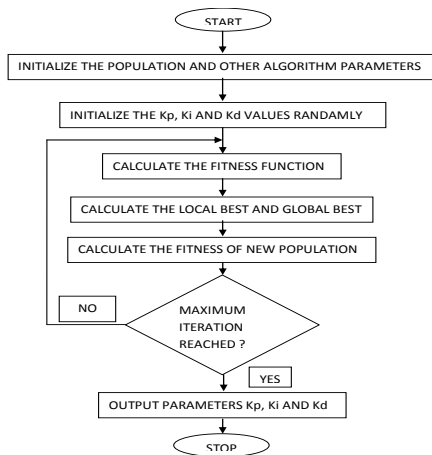 START
INITIALIZE THE POPULATION AND OTHER ALGORITHM PARAMETERS
INITIALIZE THE Kp, Ki AND Kd VALUES RANDAMLY
CALCULATE THE FITNESS FUNCTION
CALCULATE THE LOCAL BEST AND GLOBAL BEST
CALCULATE THE FITNESS OF NEW POPULATION
NO
MAXIMUM
ITERATION
REACHED ?
YES
OUTPUT PARAMETERS Kp, Ki AND Kd
STOP